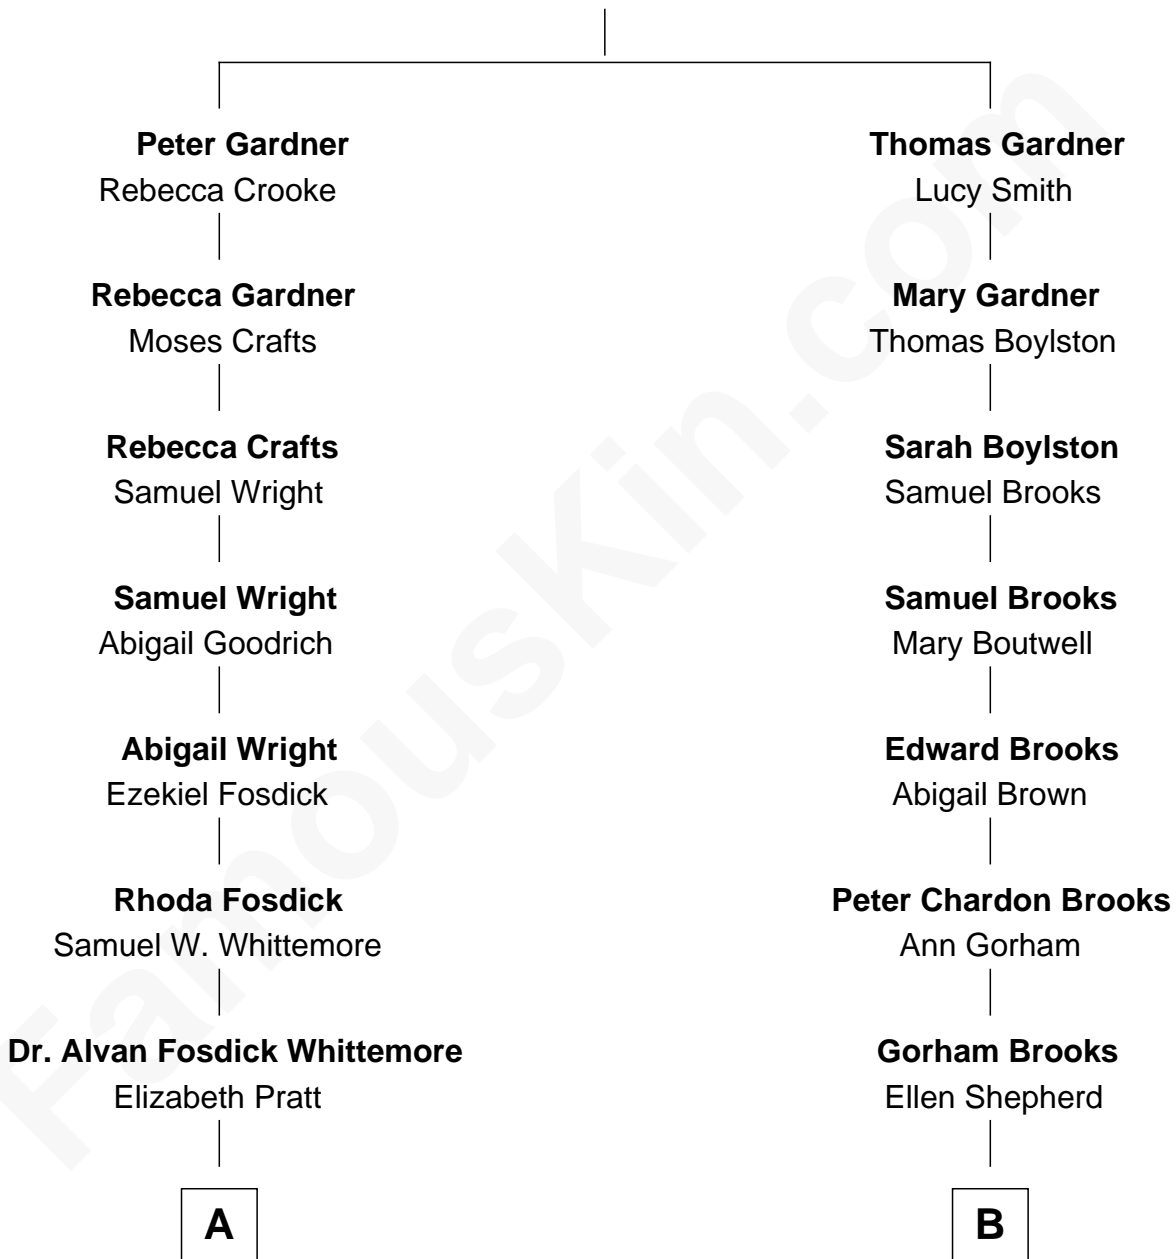 Peter Gardner
Rebecca Crooke
Rebecca Gardner
Moses Crafts
Rebecca Crafts
Samuel Wright
Samuel Wright
Abigail Goodrich
Abigail Wright
Ezekiel Fosdick
Rhoda Fosdick
Samuel W. Whittemore
Dr. Alvan Fosdick Whittemore
Elizabeth Pratt
A
Thomas Gardner
Lucy Smith
Mary Gardner
Thomas Boylston
Sarah Boylston
Samuel Brooks
Samuel Brooks
Mary Boutwell
Edward Brooks
Abigail Brown
Peter Chardon Brooks
Ann Gorham
Gorham Brooks
Ellen Shepherd
B
FamousKin.com